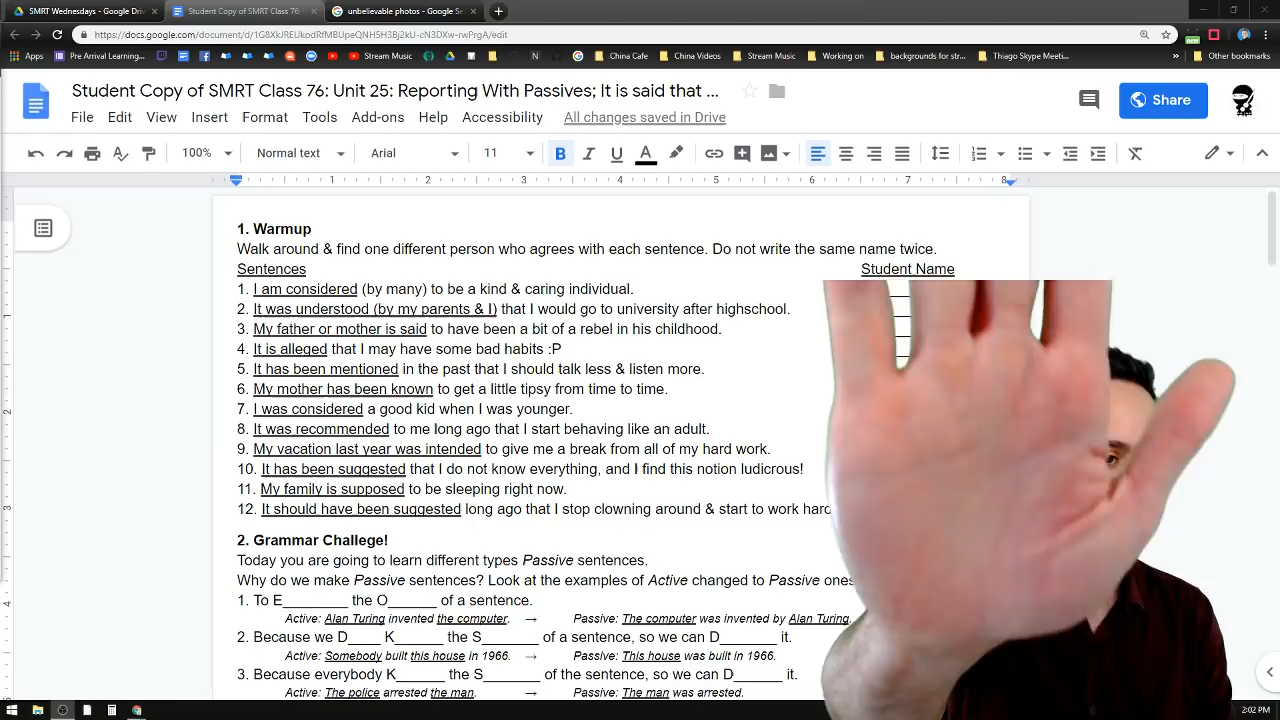 SMRT Wednesdays - Google Dri
Student Copy of SMRT Class 76:
unbelievable photos - Google Se
https://docs.google.com/document/d/1G8XkJREUkodRfMBUpeQNH5H3Bj2kU-cN3DXw-rwPrgA/edit
new
Apps Pre Arrival Learning... Stream Music N China Cafe China Videos Stream Music Working on backgrounds for str... Thiago Skype Meeti... » Other bookmarks
Student Copy of SMRT Class 76: Unit 25: Reporting With Passives; It is said that ...
Share
File Edit View Insert Format Tools Add-ons Help Accessibility All changes saved in Drive
100% Normal text Arial 11 B I U A
1 2 3 4 5 6 7 8
1. Warmup
Walk around & find one different person who agrees with each sentence. Do not write the same name twice.
Sentences Student Name
1. I am considered (by many) to be a kind & caring individual.
2. It was understood (by my parents & I) that I would go to university after highschool.
3. My father or mother is said to have been a bit of a rebel in his childhood.
4. It is alleged that I may have some bad habits :P
5. It has been mentioned in the past that I should talk less & listen more.
6. My mother has been known to get a little tipsy from time to time.
7. I was considered a good kid when I was younger.
8. It was recommended to me long ago that I start behaving like an adult.
9. My vacation last year was intended to give me a break from all of my hard work.
10. It has been suggested that I do not know everything, and I find this notion ludicrous!
11. My family is supposed to be sleeping right now.
12. It should have been suggested long ago that I stop clowning around & start to work hard
2. Grammar Challege!
Today you are going to learn different types Passive sentences.
Why do we make Passive sentences? Look at the examples of Active changed to Passive ones
1. To E________ the O______ of a sentence.
Active: Alan Turing invented the computer. → Passive: The computer was invented by Alan Turing.
2. Because we D____ K______ the S_______ of a sentence, so we can D_______ it.
Active: Somebody built this house in 1966. → Passive: This house was built in 1966.
3. Because everybody K______ the S_______ of the sentence, so we can D_______ it.
Active: The police arrested the man. → Passive: The man was arrested.
2:02 PM